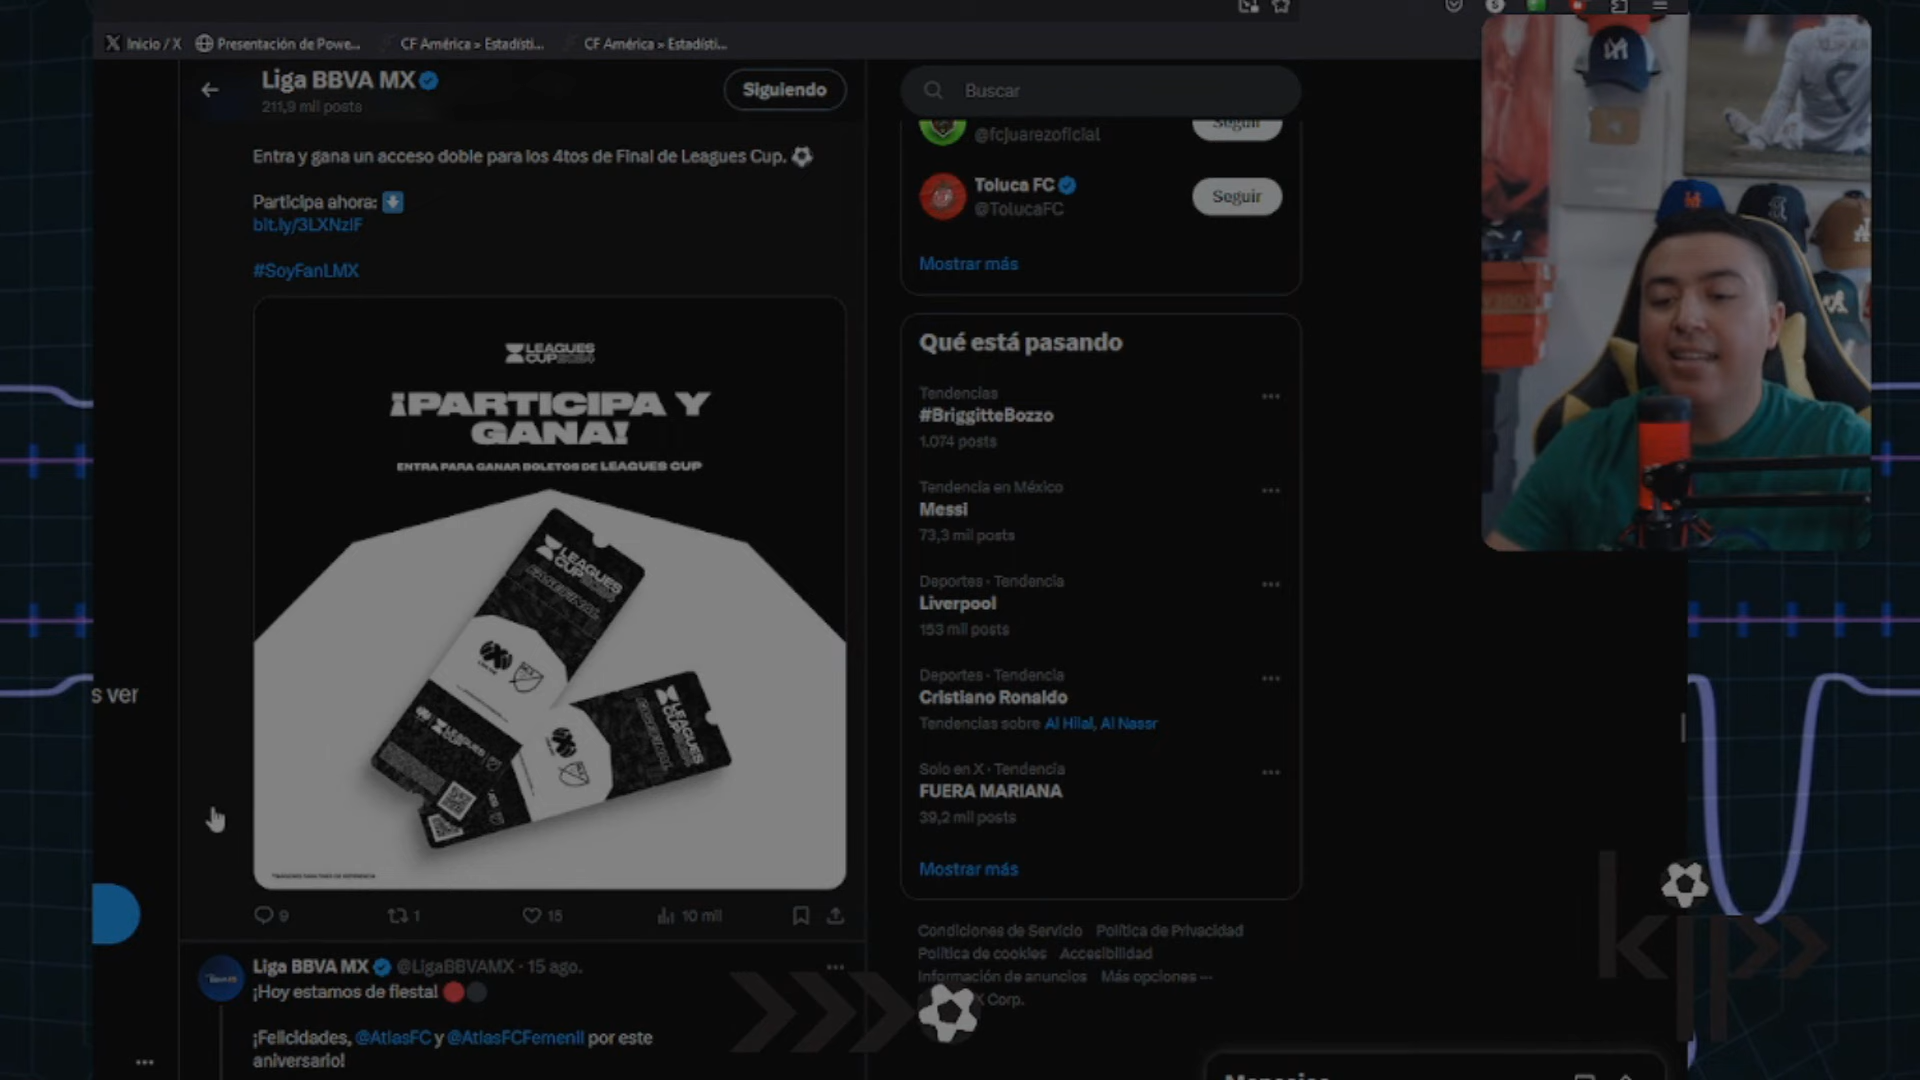 Inicio / X
Presentación de Powe...
CF América » Estadísti...
CF América » Estadísti...
Liga BBVA MX
211,9 mil posts
Siguiendo
Entra y gana un acceso doble para los 4tos de Final de Leagues Cup.
Participa ahora:
bit.ly/3LXNzIF
#SoyFanLMX
LEAGUES
CUP2024
¡PARTICIPA Y
GANA!
ENTRA PARA GANAR BOLETOS DE LEAGUES CUP
LEAGUES
CUP
LEAGUES
CUP
9
1
15
10 mil
Liga BBVA MX @LigaBBVAMX · 15 ago.
¡Hoy estamos de fiesta!
¡Felicidades, @AtlasFC y @AtlasFCFemenil por este
aniversario!
s ver
Buscar
@fcjuarezoficial
Seguir
Toluca FC
@TolucaFC
Seguir
Mostrar más
Qué está pasando
Tendencias
#BriggitteBozzo
1.074 posts
Tendencia en México
Messi
73,3 mil posts
Deportes · Tendencia
Liverpool
153 mil posts
Deportes · Tendencia
Cristiano Ronaldo
Tendencias sobre Al Hilal, Al Nassr
Solo en X · Tendencia
FUERA MARIANA
39,2 mil posts
Mostrar más
Condiciones de Servicio Política de Privacidad
Política de cookies Accesibilidad
Información de anuncios Más opciones ···
X Corp.
Mensajes